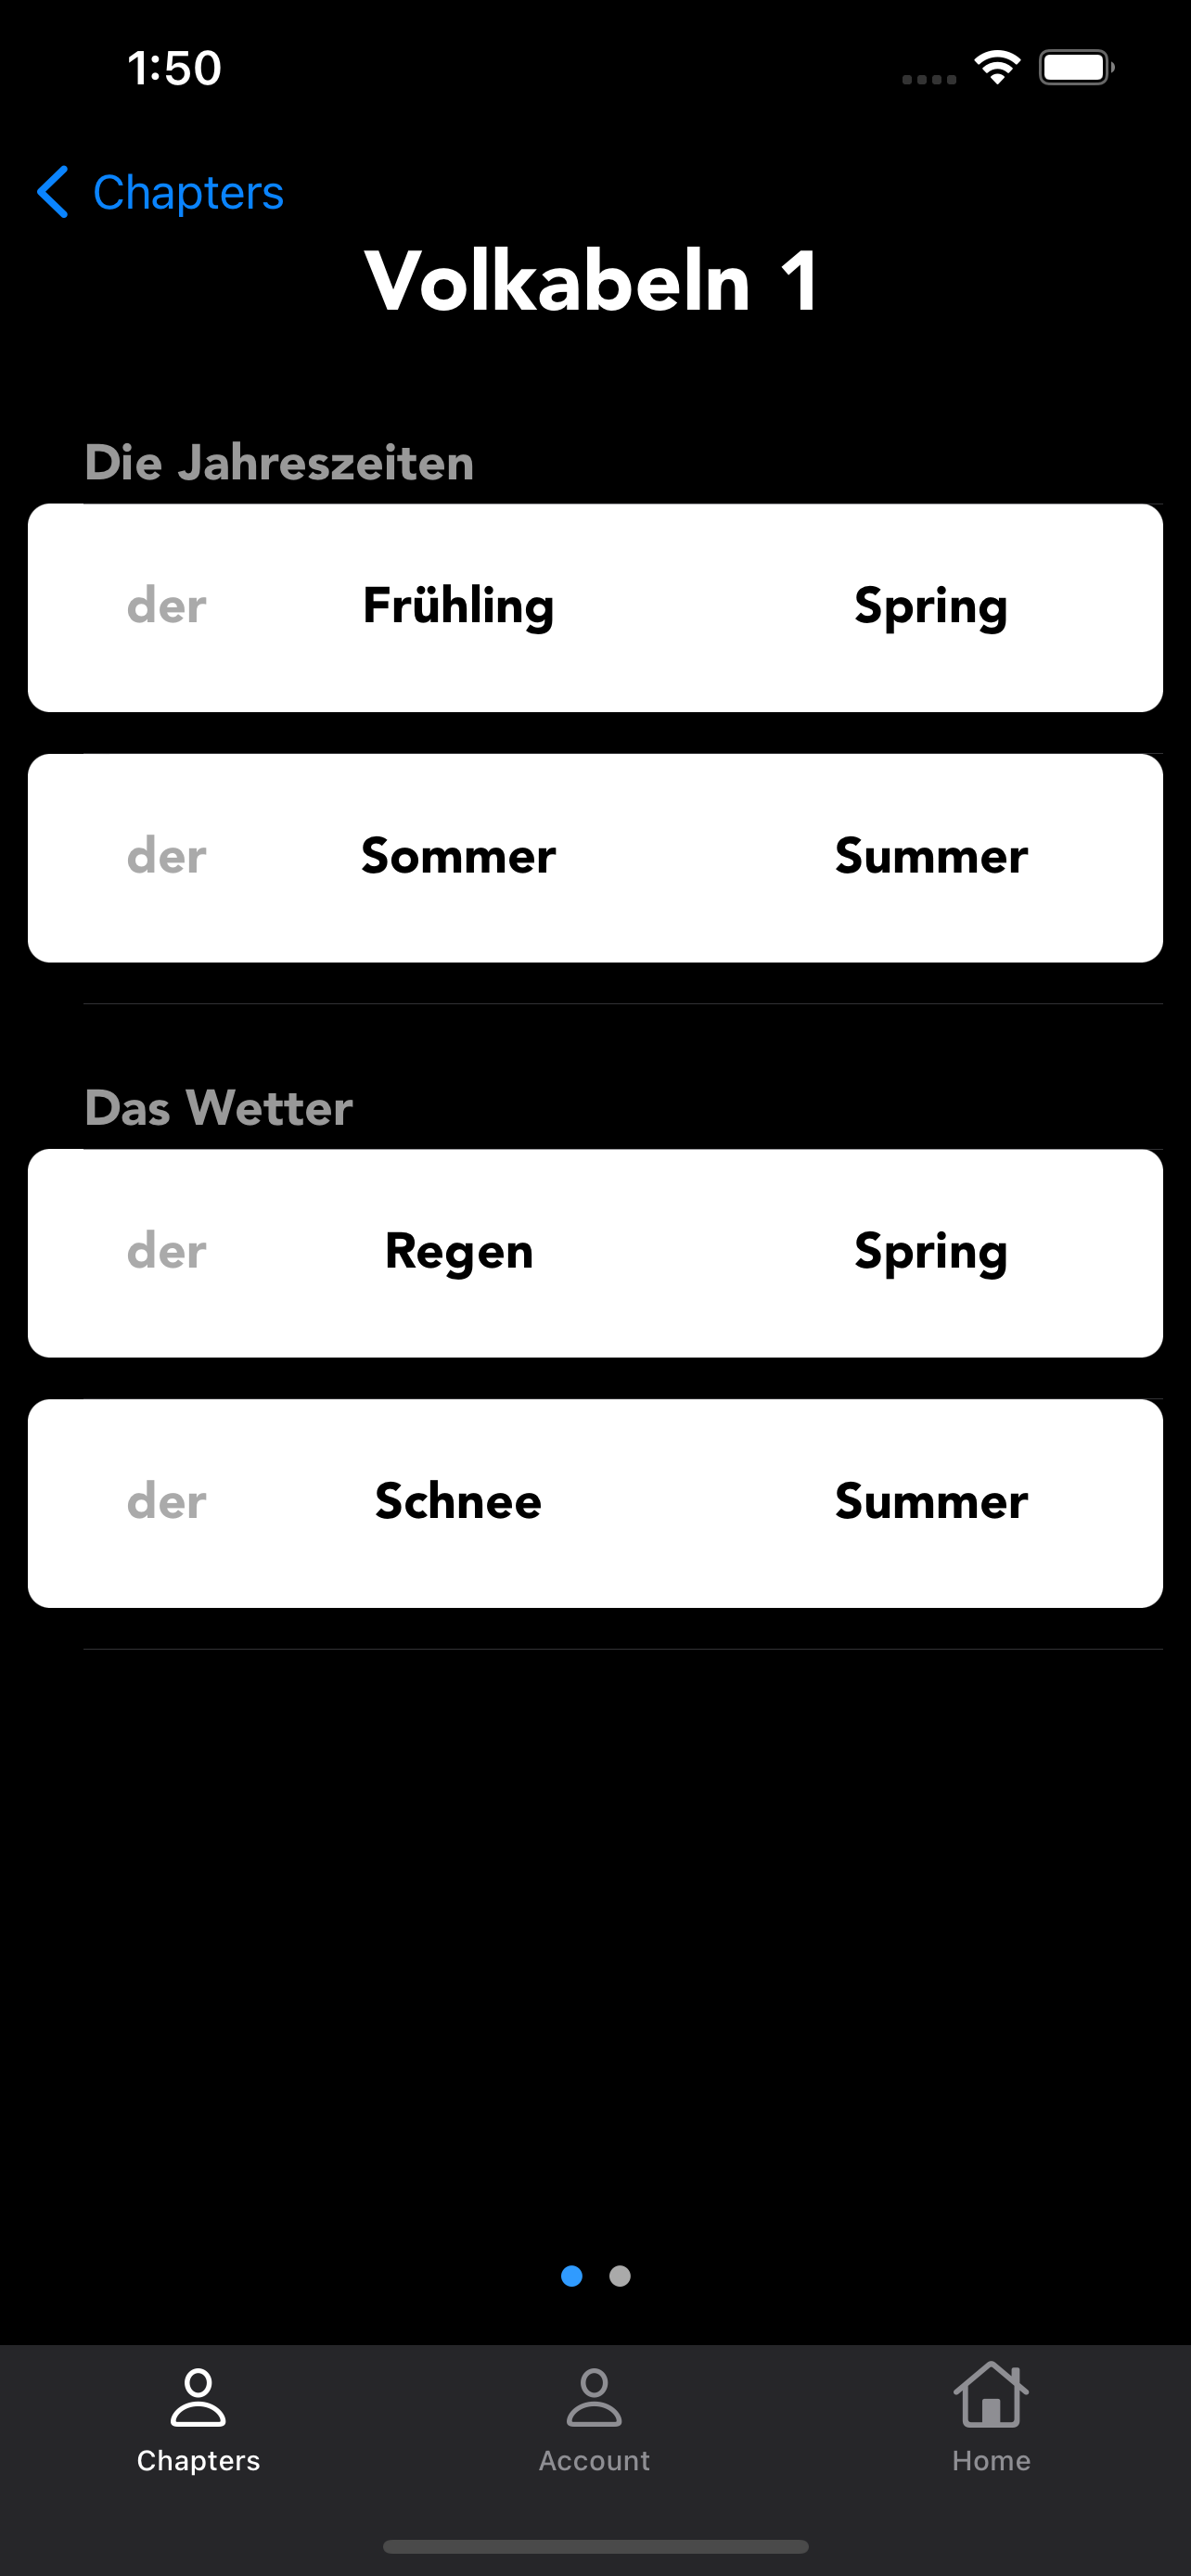 1:50
Chapters
Volkabeln 1
Die Jahreszeiten
der Frühling Spring
der Sommer Summer
Das Wetter
der Regen Spring
der Schnee Summer
Chapters Account Home